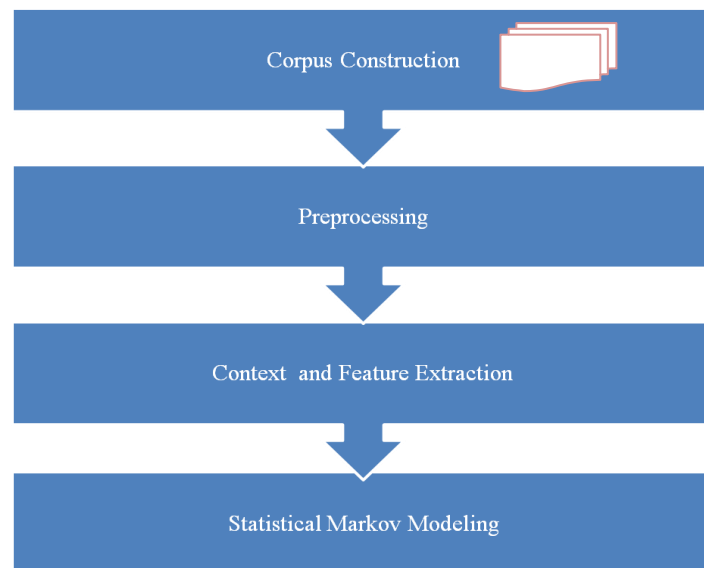 Corpus Construction
Preprocessing
Context and Feature Extraction
Statistical Markov Modeling